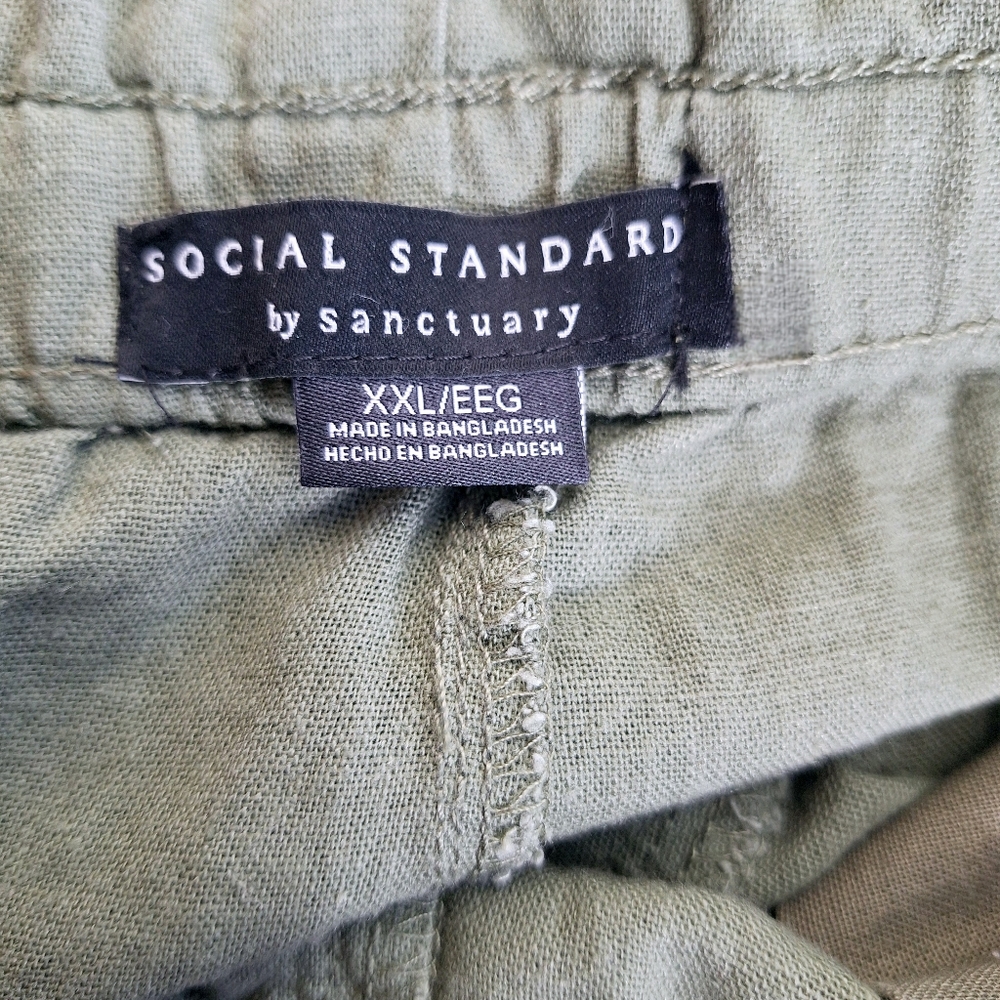 SOCIAL STANDARD
by sanctuary
XXL/EEG
MADE IN BANGLADESH
HECHO EN BANGLADESH